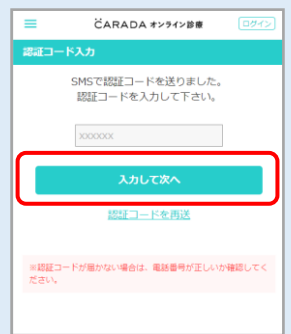 CARADA オンライン診療
ログイン
認証コード入力
SMSで認証コードを送りました。
認証コードを入力して下さい。
xxxxxx
入力して次へ
認証コードを再送
※認証コードが届かない場合は、電話番号が正しいか確認してく
ださい。